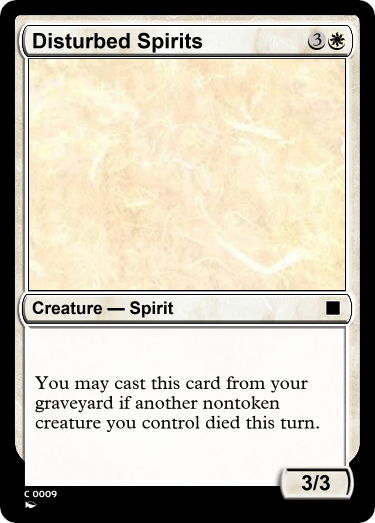 Disturbed Spirits 3
Creature — Spirit
You may cast this card from your
graveyard if another nontoken
creature you control died this turn.
3/3
C 0009